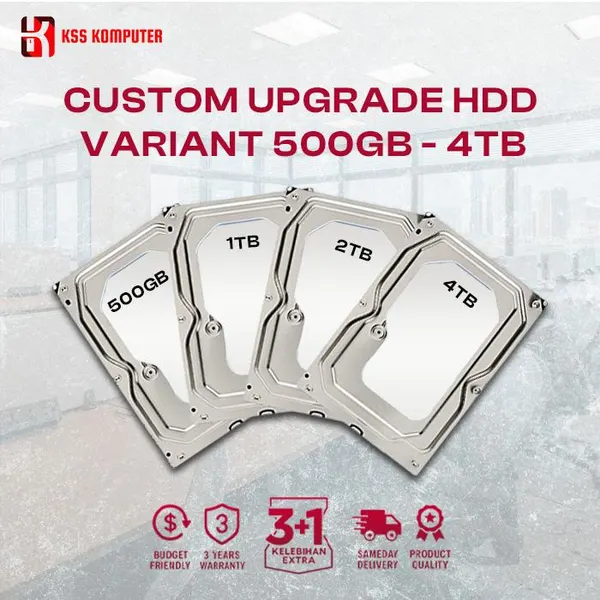 KSS KOMPUTER
CUSTOM UPGRADE HDD
VARIANT 500GB - 4TB
500GB
1TB
2TB
4TB
$
3
3+1
KELEBIHAN
EXTRA
BUDGET
FRIENDLY
3 YEARS
WARRANTY
SAMEDAY
DELIVERY
PRODUCT
QUALITY